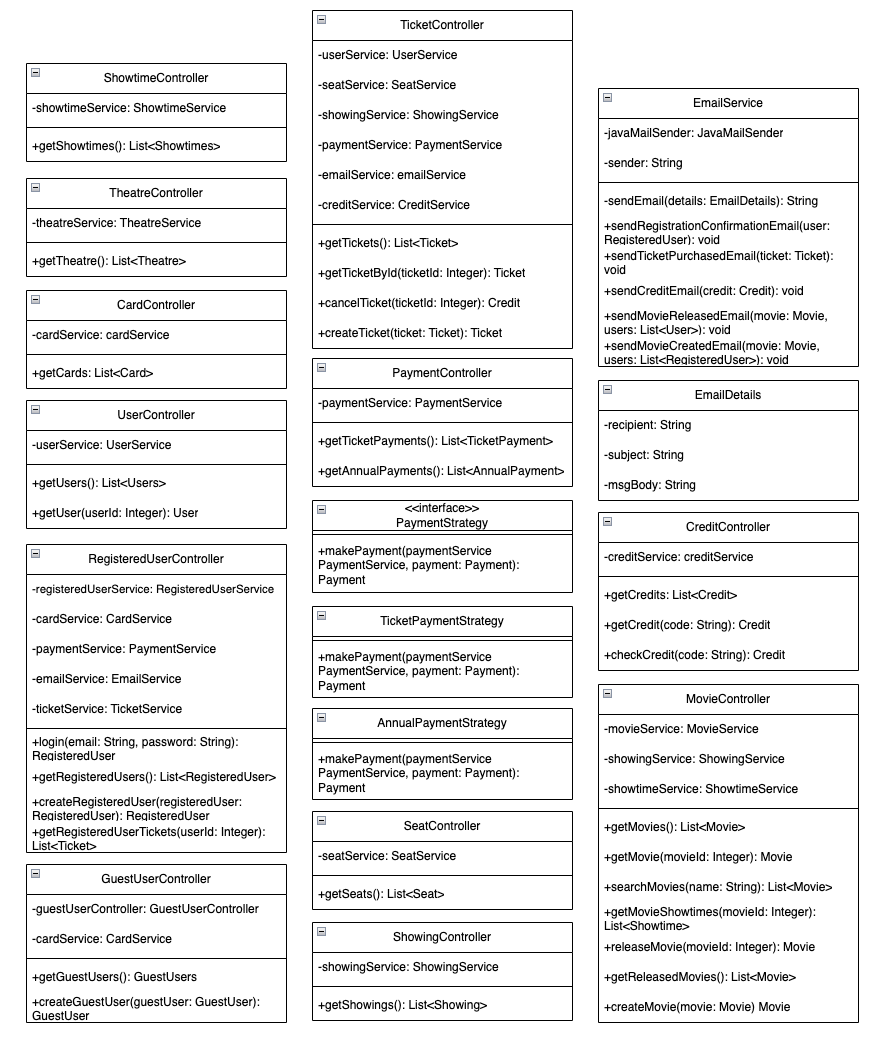 ShowtimeController
-showtimeService: ShowtimeService
+getShowtimes(): List<Showtimes>
TheatreController
-theatreService: TheatreService
+getTheatre(): List<Theatre>
CardController
-cardService: cardService
+getCards: List<Card>
UserController
-userService: UserService
+getUsers(): List<Users>
+getUser(userId: Integer): User
RegisteredUserController
-registeredUserService: RegisteredUserService
-cardService: CardService
-paymentService: PaymentService
-emailService: EmailService
-ticketService: TicketService
+login(email: String, password: String):
RegisteredUser
+getRegisteredUsers(): List<RegisteredUser>
+createRegisteredUser(registeredUser:
RegisteredUser): RegisteredUser
+getRegisteredUserTickets(userId: Integer):
List<Ticket>
GuestUserController
-guestUserController: GuestUserController
-cardService: CardService
+getGuestUsers(): GuestUsers
+createGuestUser(guestUser: GuestUser):
GuestUser
TicketController
-userService: UserService
-seatService: SeatService
-showingService: ShowingService
-paymentService: PaymentService
-emailService: emailService
-creditService: CreditService
+getTickets(): List<Ticket>
+getTicketById(ticketId: Integer): Ticket
+cancelTicket(ticketId: Integer): Credit
+createTicket(ticket: Ticket): Ticket
PaymentController
-paymentService: PaymentService
+getTicketPayments(): List<TicketPayment>
+getAnnualPayments(): List<AnnualPayment>
<<interface>>
PaymentStrategy
+makePayment(paymentService
PaymentService, payment: Payment):
Payment
TicketPaymentStrategy
+makePayment(paymentService
PaymentService, payment: Payment):
Payment
AnnualPaymentStrategy
+makePayment(paymentService
PaymentService, payment: Payment):
Payment
SeatController
-seatService: SeatService
+getSeats(): List<Seat>
ShowingController
-showingService: ShowingService
+getShowings(): List<Showing>
EmailService
-javaMailSender: JavaMailSender
-sender: String
-sendEmail(details: EmailDetails): String
+sendRegistrationConfirmationEmail(user:
RegisteredUser): void
+sendTicketPurchasedEmail(ticket: Ticket):
void
+sendCreditEmail(credit: Credit): void
+sendMovieReleasedEmail(movie: Movie,
users: List<User>): void
+sendMovieCreatedEmail(movie: Movie,
users: List<RegisteredUser>): void
EmailDetails
-recipient: String
-subject: String
-msgBody: String
CreditController
-creditService: creditService
+getCredits: List<Credit>
+getCredit(code: String): Credit
+checkCredit(code: String): Credit
MovieController
-movieService: MovieService
-showingService: ShowingService
-showtimeService: ShowtimeService
+getMovies(): List<Movie>
+getMovie(movieId: Integer): Movie
+searchMovies(name: String): List<Movie>
+getMovieShowtimes(movieId: Integer):
List<Showtime>
+releaseMovie(movieId: Integer): Movie
+getReleasedMovies(): List<Movie>
+createMovie(movie: Movie) Movie